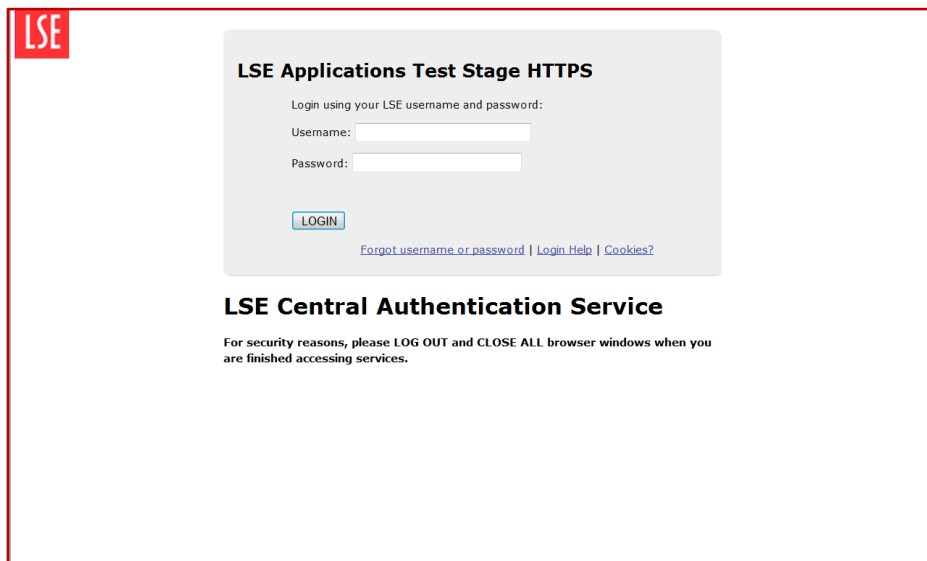 LSE
LSE Applications Test Stage HTTPS
Login using your LSE username and password:
Username:
Password:
LOGIN
Forgot username or password | Login Help | Cookies?
LSE Central Authentication Service
For security reasons, please LOG OUT and CLOSE ALL browser windows when you
are finished accessing services.